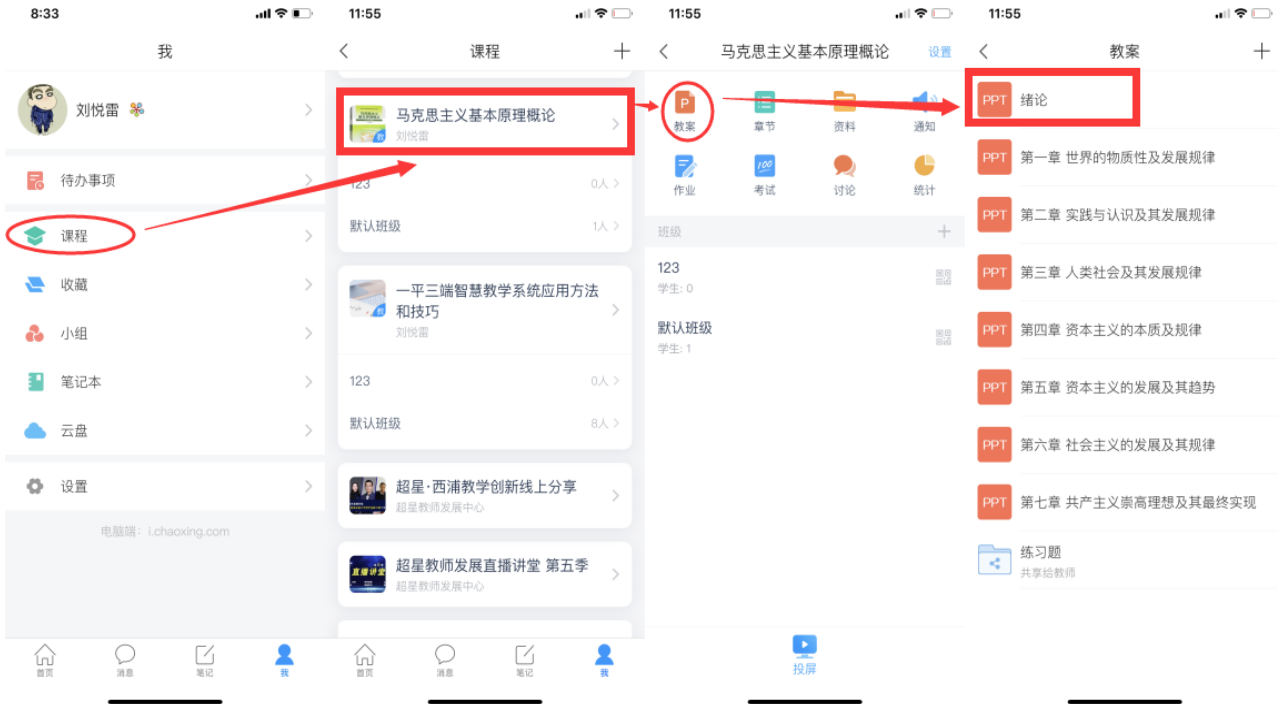 8:33
我
刘悦雷
待办事项
课程
收藏
小组
笔记本
云盘
设置
电脑端：i.chaoxing.com
首页
消息
笔记
我
11:55
课程
马克思主义基本原理概论
刘悦雷
123
0人
默认班级
1人
一平三端智慧教学系统应用方法
和技巧
刘悦雷
123
0人
默认班级
8人
超星·西浦教学创新线上分享
超星教师发展中心
直播讲堂
超星教师发展直播讲堂 第五季
超星教师发展中心
首页
消息
笔记
我
11:55
马克思主义基本原理概论
设置
P
教案
章节
资料
通知
100
作业
考试
讨论
统计
班级
123
学生: 0
默认班级
学生: 1
投屏
11:55
教案
PPT 绪论
PPT 第一章 世界的物质性及发展规律
PPT 第二章 实践与认识及其发展规律
PPT 第三章 人类社会及其发展规律
PPT 第四章 资本主义的本质及规律
PPT 第五章 资本主义的发展及其趋势
PPT 第六章 社会主义的发展及其规律
PPT 第七章 共产主义崇高理想及其最终实现
练习题
共享给教师